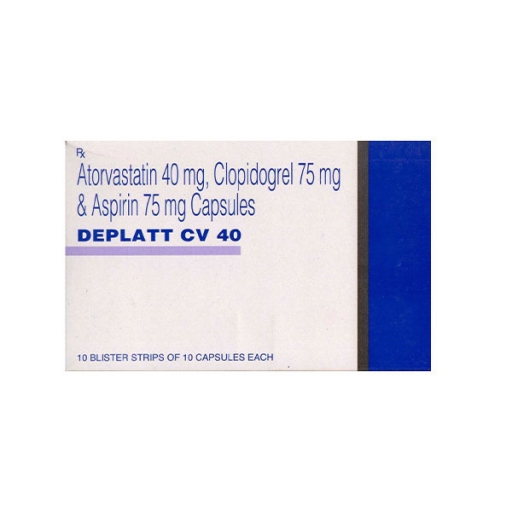 Rx
Atorvastatin 40 mg, Clopidogrel 75 mg
& Aspirin 75 mg Capsules
DEPLATT CV 40
10 BLISTER STRIPS OF 10 CAPSULES EACH